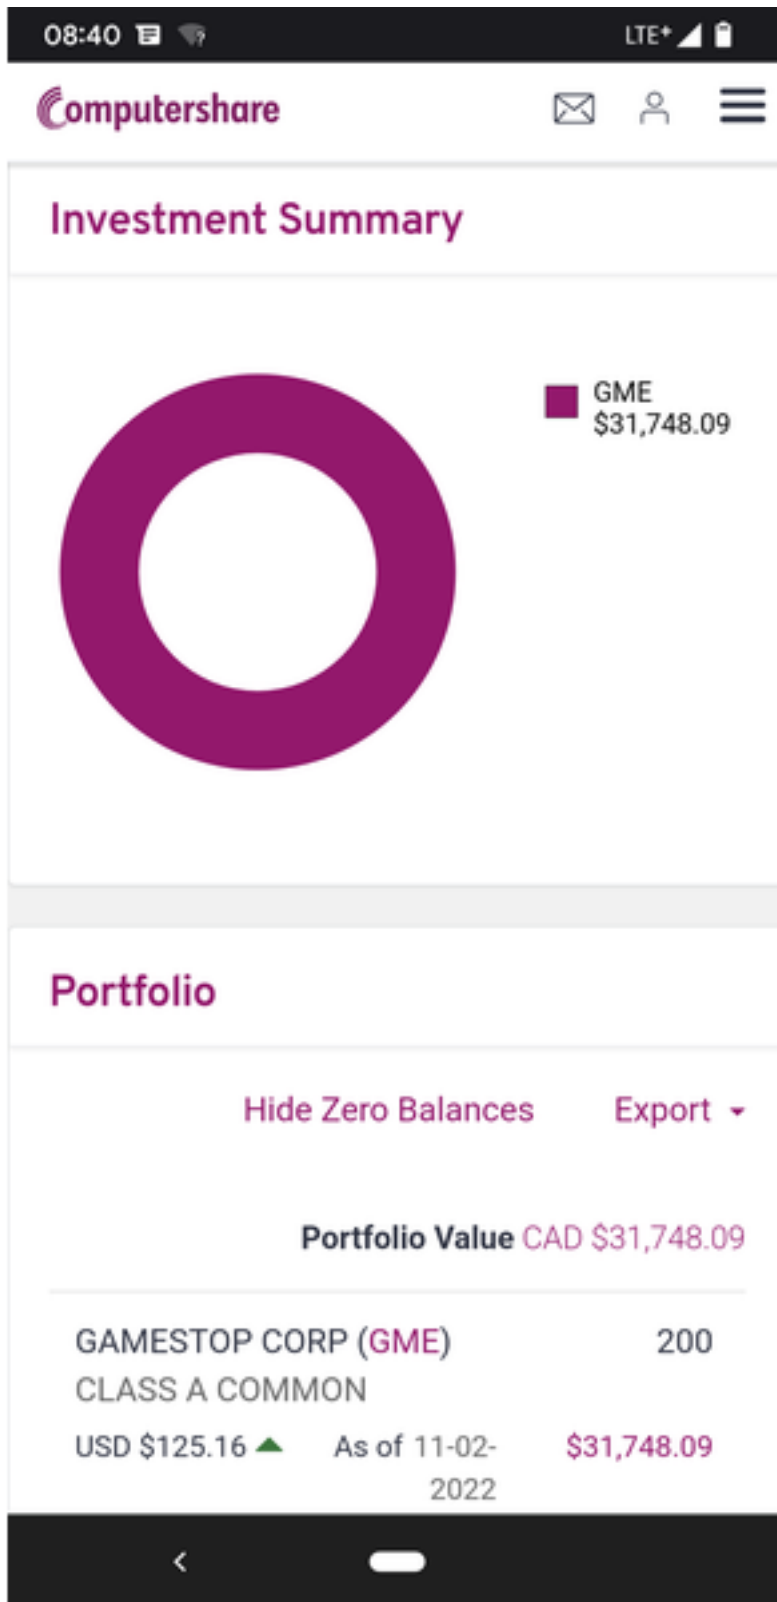 08:40 LTE+
Computershare
Investment Summary
GME
$31,748.09
Portfolio
Hide Zero Balances Export
Portfolio Value CAD $31,748.09
GAMESTOP CORP (GME) 200
CLASS A COMMON
USD $125.16 As of 11-02- $31,748.09
2022